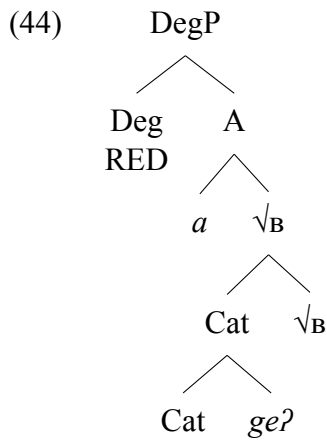 (44) DegP
Deg A
RED
a √ʙ
Cat √ʙ
Cat geʔ